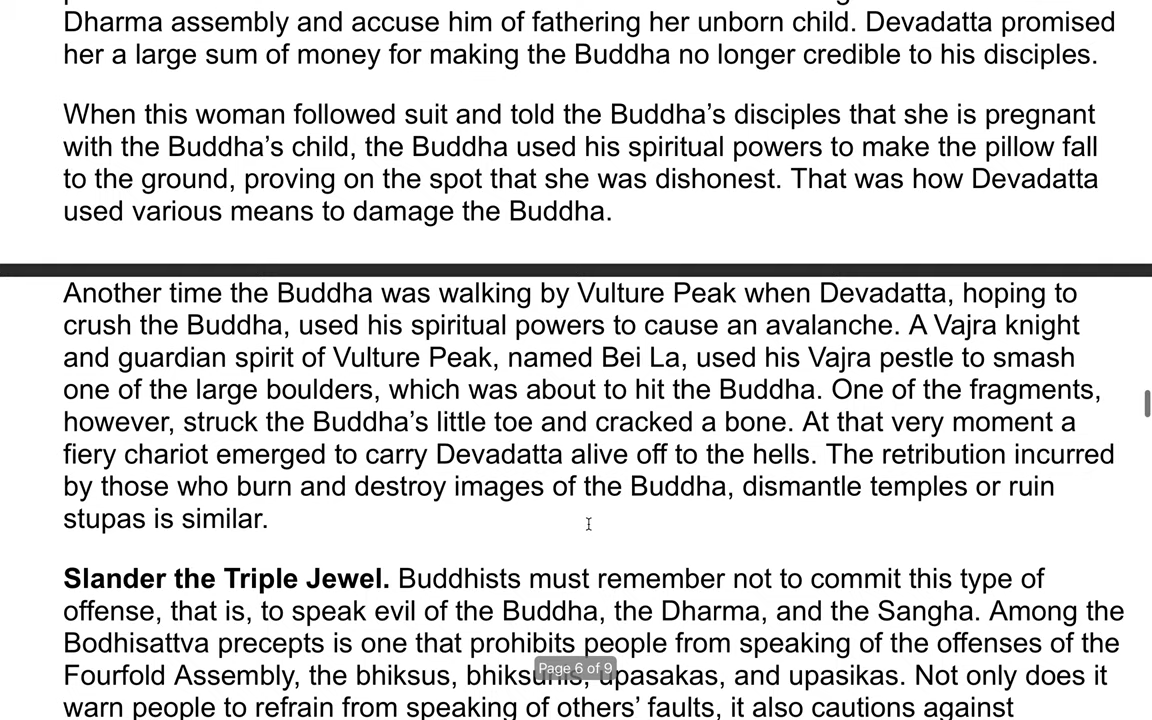 Dharma assembly and accuse him of fathering her unborn child. Devadatta promised
her a large sum of money for making the Buddha no longer credible to his disciples.
When this woman followed suit and told the Buddha’s disciples that she is pregnant
with the Buddha’s child, the Buddha used his spiritual powers to make the pillow fall
to the ground, proving on the spot that she was dishonest. That was how Devadatta
used various means to damage the Buddha.
Another time the Buddha was walking by Vulture Peak when Devadatta, hoping to
crush the Buddha, used his spiritual powers to cause an avalanche. A Vajra knight
and guardian spirit of Vulture Peak, named Bei La, used his Vajra pestle to smash
one of the large boulders, which was about to hit the Buddha. One of the fragments,
however, struck the Buddha’s little toe and cracked a bone. At that very moment a
fiery chariot emerged to carry Devadatta alive off to the hells. The retribution incurred
by those who burn and destroy images of the Buddha, dismantle temples or ruin
stupas is similar.
Slander the Triple Jewel. Buddhists must remember not to commit this type of
offense, that is, to speak evil of the Buddha, the Dharma, and the Sangha. Among the
Bodhisattva precepts is one that prohibits people from speaking of the offenses of the
Fourfold Assembly, the bhiksus, bhiksunis, upasakas, and upasikas. Not only does it
Page 6 of 9
warn people to refrain from speaking of others’ faults, it also cautions against